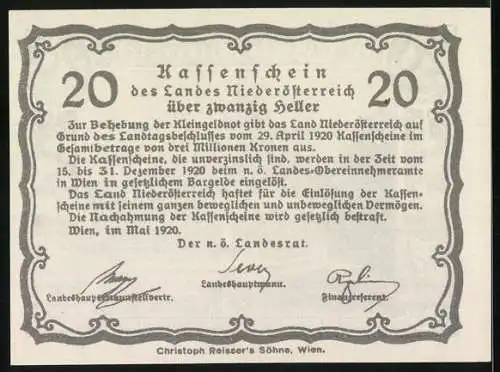 Kassenschein
20 des Landes Niederösterreich 20
über zwanzig Heller
Zur Behebung der Kleingeldnot gibt das Land Niederösterreich auf
Grund des Landtagsbeschlusses vom 29. April 1920 Kassenscheine im
Gesamtbetrage von drei Millionen Kronen aus.
Die Kassenscheine, die unverzinslich sind, werden in der Zeit vom
15. bis 31. Dezember 1920 beim n. ö. Landes-Obereinnehmeramte
in Wien in gesetzlichem Bargelde eingelöst.
Das Land Niederösterreich haftet für die Einlösung der Kassen-
scheine mit seinem ganzen beweglichen und unbeweglichen Vermögen.
Die Nachahmung der Kassenscheine wird gesetzlich bestraft.
Wien, im Mai 1920.
Der n. ö. Landesrat.
Landeshauptmannstellvertr. Landeshauptmann. Finanzreferent.
Christoph Reisser's Söhne, Wien.